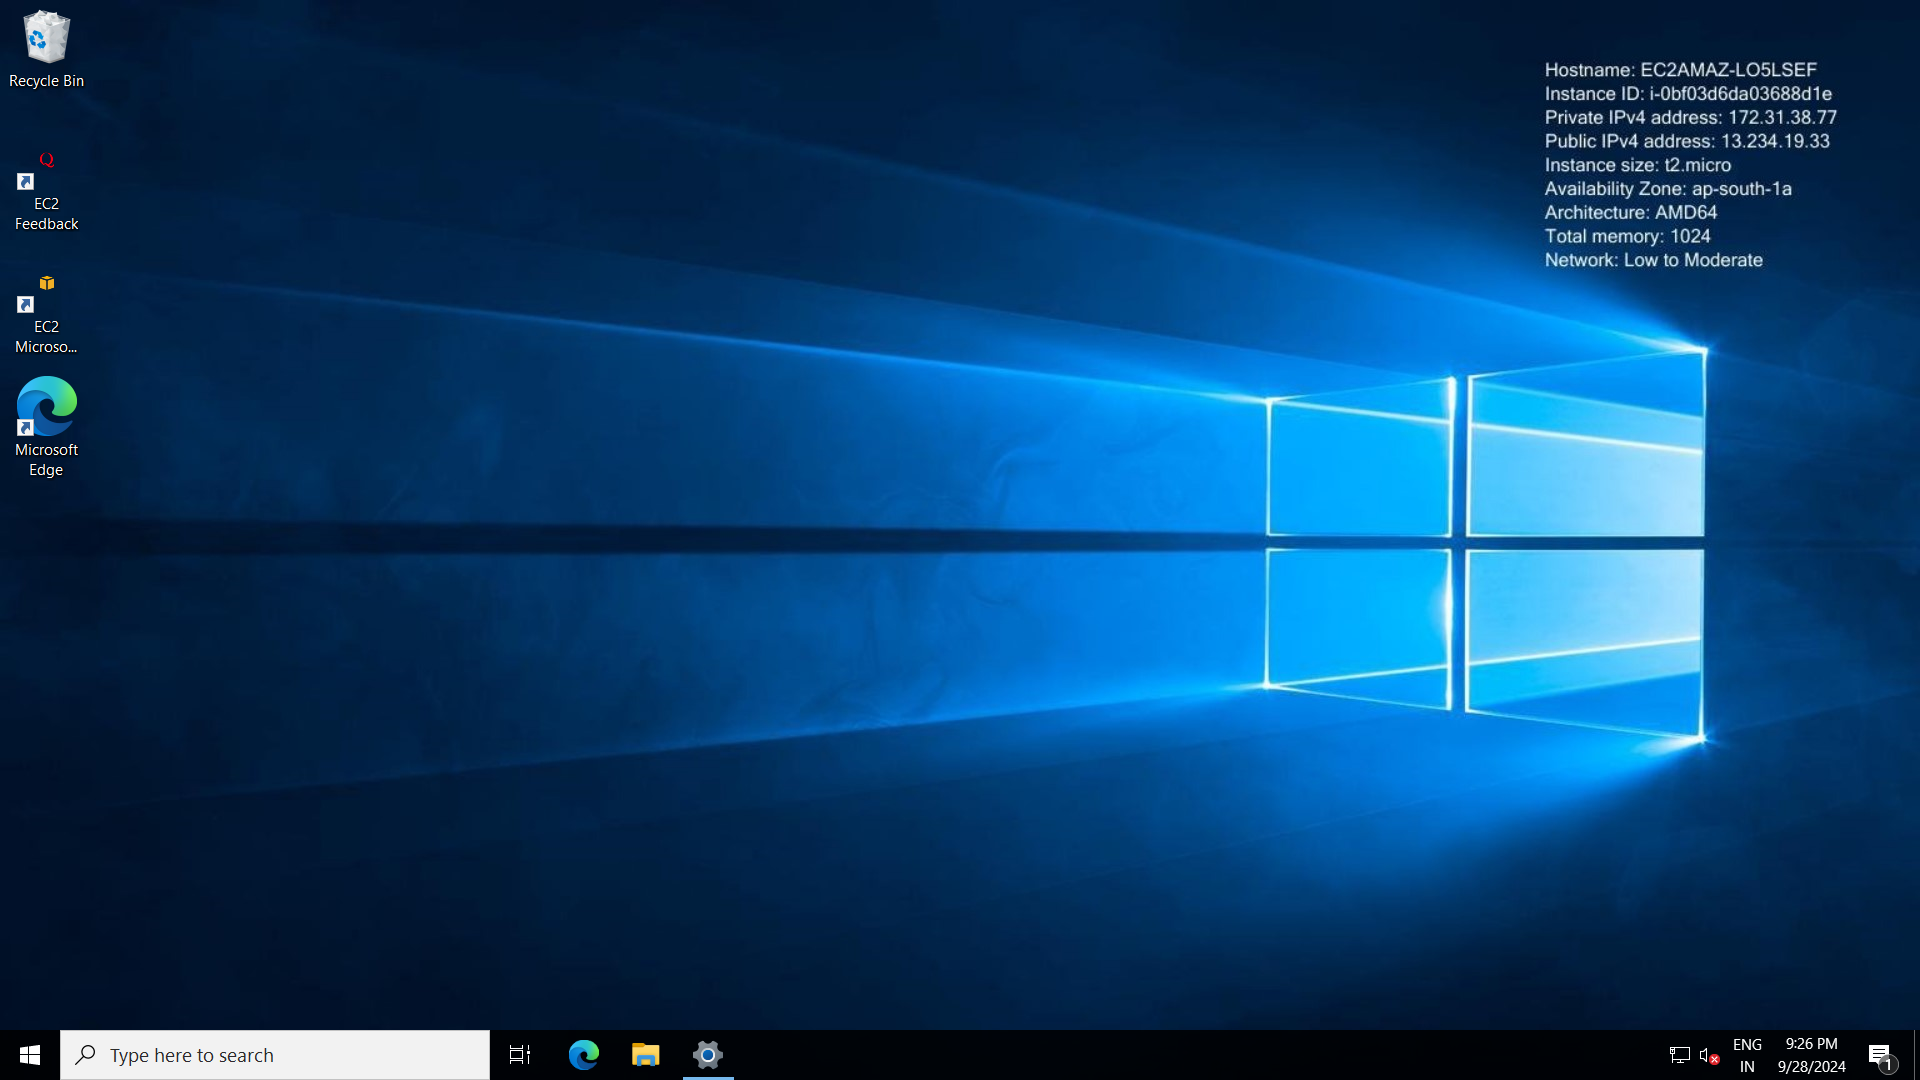 Recycle Bin
EC2
Feedback
EC2
Microso...
Microsoft
Edge
Hostname: EC2AMAZ-LO5LSEF
Instance ID: i-0bf03d6da03688d1e
Private IPv4 address: 172.31.38.77
Public IPv4 address: 13.234.19.33
Instance size: t2.micro
Availability Zone: ap-south-1a
Architecture: AMD64
Total memory: 1024
Network: Low to Moderate
Type here to search
ENG
IN
9:26 PM
9/28/2024
1